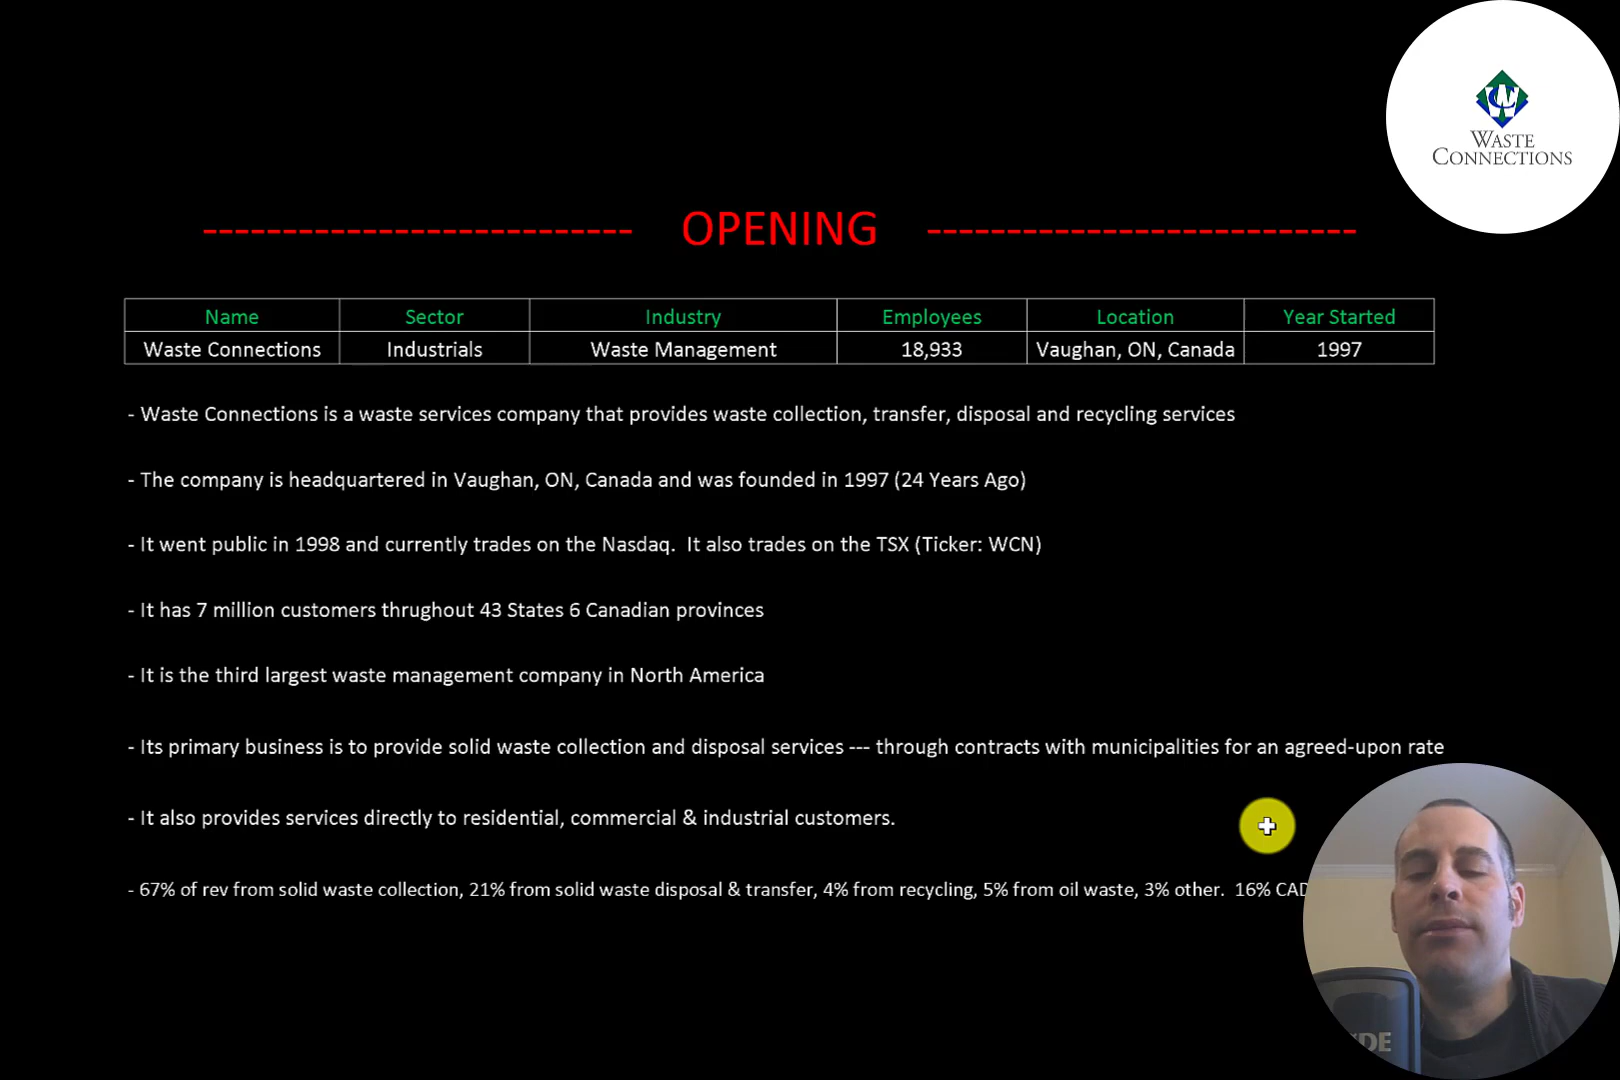 WASTE
CONNECTIONS
--------------------------- OPENING ---------------------------
Name Sector Industry Employees Location Year Started
Waste Connections Industrials Waste Management 18,933 Vaughan, ON, Canada 1997
- Waste Connections is a waste services company that provides waste collection, transfer, disposal and recycling services
- The company is headquartered in Vaughan, ON, Canada and was founded in 1997 (24 Years Ago)
- It went public in 1998 and currently trades on the Nasdaq.  It also trades on the TSX (Ticker: WCN)
- It has 7 million customers thrughout 43 States 6 Canadian provinces
- It is the third largest waste management company in North America
- Its primary business is to provide solid waste collection and disposal services --- through contracts with municipalities for an agreed-upon rate
- It also provides services directly to residential, commercial & industrial customers.
- 67% of rev from solid waste collection, 21% from solid waste disposal & transfer, 4% from recycling, 5% from oil waste, 3% other.  16% CAD